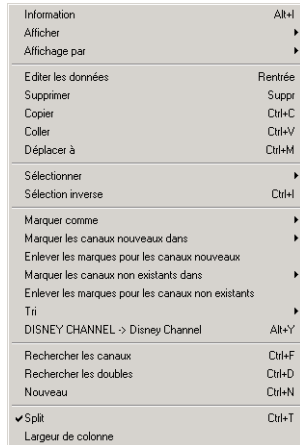 Information Alt+I
Afficher
Affichage par
Editer les données Rentrée
Supprimer Suppr
Copier Ctrl+C
Coller Ctrl+V
Déplacer à Ctrl+M
Sélectionner
Sélection inverse Ctrl+I
Marquer comme
Marquer les canaux nouveaux dans
Enlever les marques pour les canaux nouveaux
Marquer les canaux non existants dans
Enlever les marques pour les canaux non existants
Tri
DISNEY CHANNEL -> Disney Channel Alt+Y
Rechercher les canaux Ctrl+F
Rechercher les doubles Ctrl+D
Nouveau Ctrl+N
Split Ctrl+T
Largeur de colonne